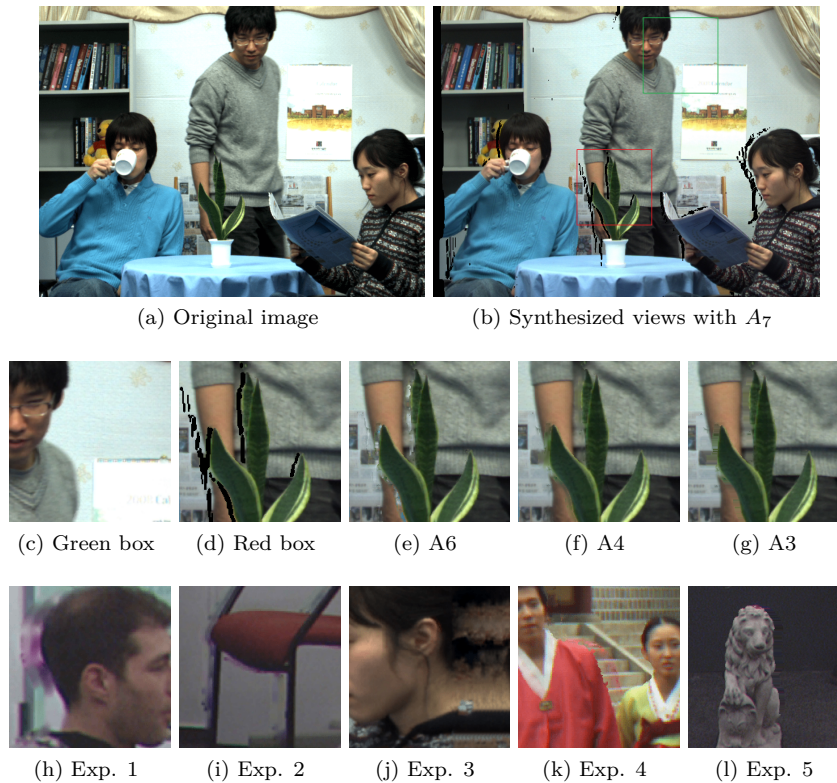 (a) Original image
(b) Synthesized views with A7
(c) Green box
(d) Red box
(e) A6
(f) A4
(g) A3
(h) Exp. 1
(i) Exp. 2
(j) Exp. 3
(k) Exp. 4
(l) Exp. 5